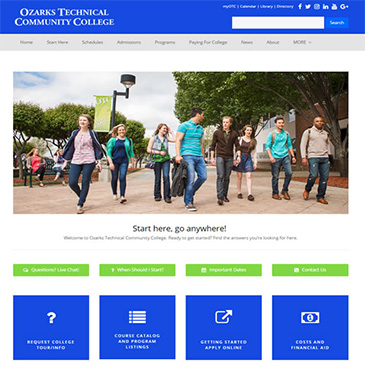 OZARKS TECHNICAL
COMMUNITY COLLEGE
myOTC | Calendar | Library | Directory
Search
Home Start Here Schedules Admissions Programs Paying For College News About MORE
Start here, go anywhere!
Welcome to Ozarks Technical Community College. Ready to get started? Find the answers you're looking for here.
Questions? Live Chat!
When Should I Start?
Important Dates
Contact Us
REQUEST COLLEGE
TOUR/INFO
COURSE CATALOG
AND PROGRAM
LISTINGS
GETTING STARTED
APPLY ONLINE
COSTS AND
FINANCIAL AID